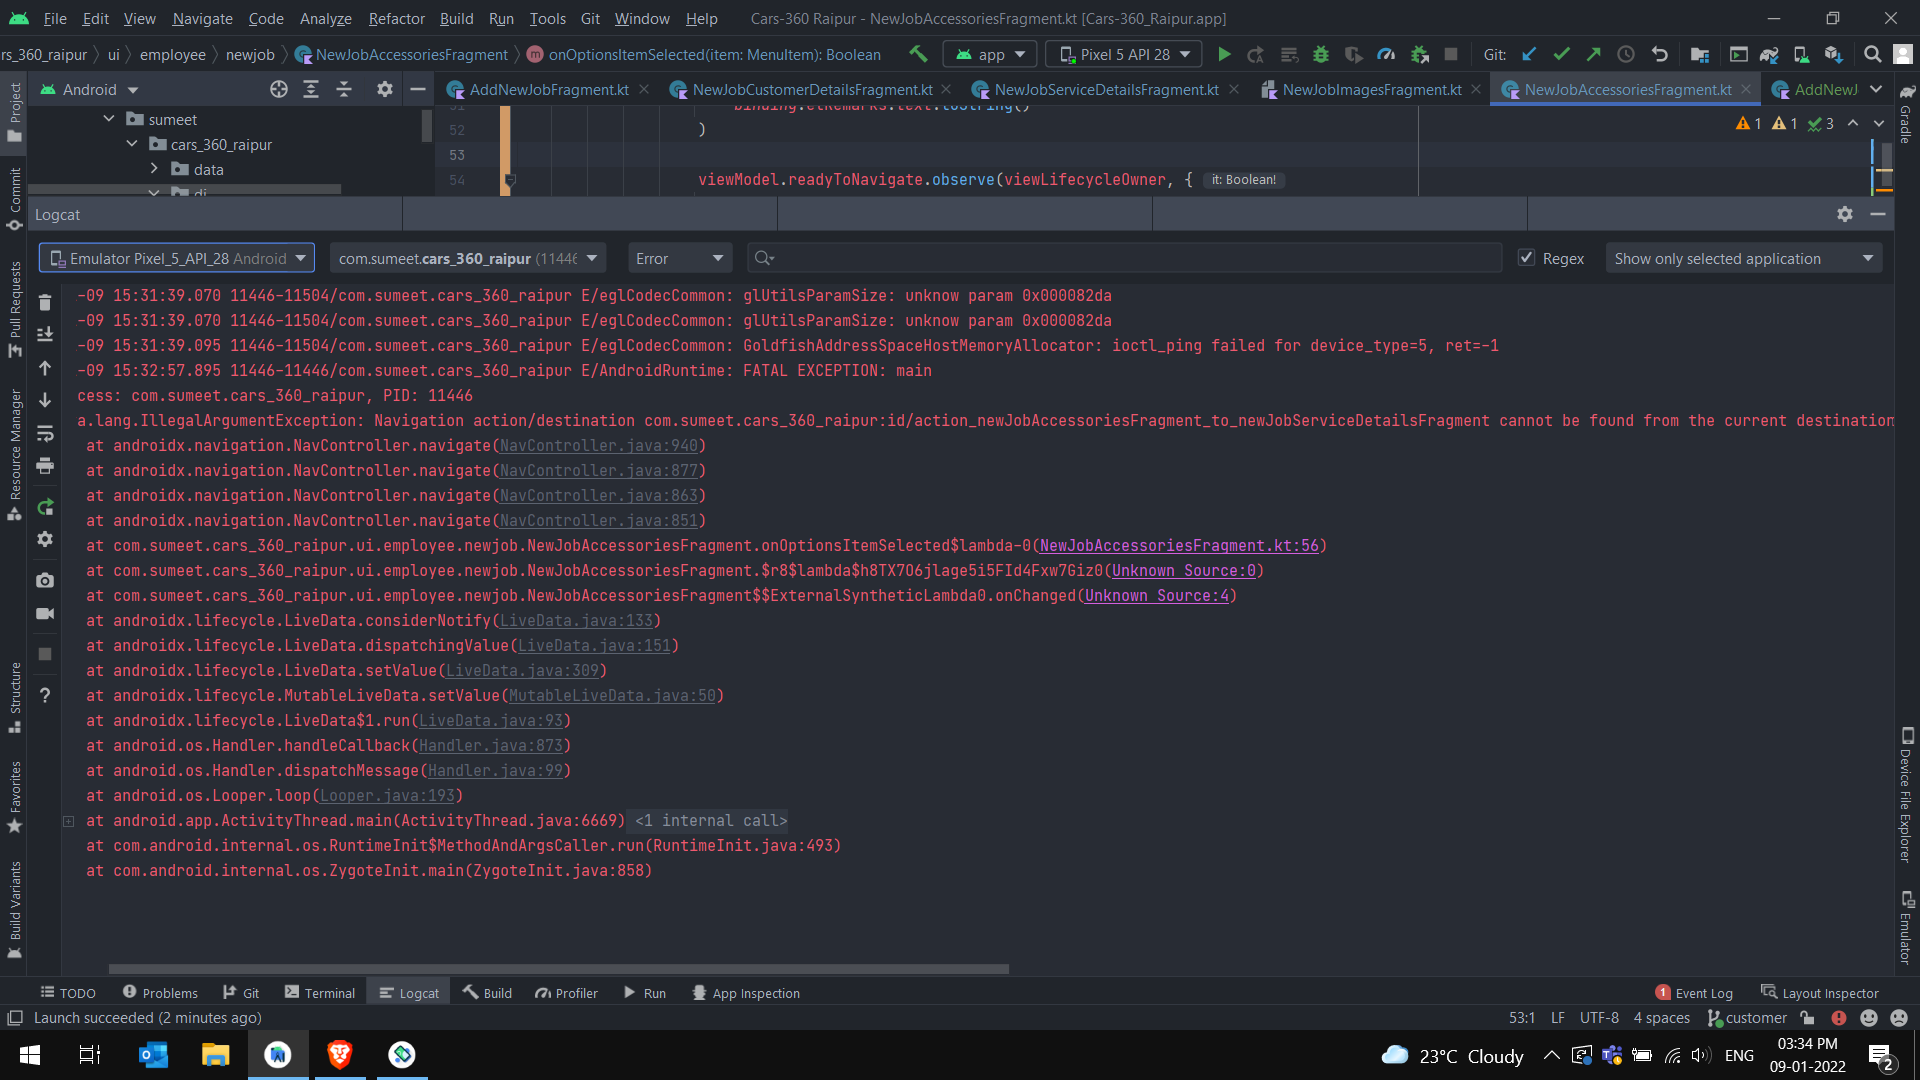 File Edit View Navigate Code Analyze Refactor Build Run Tools Git Window Help Cars-360 Raipur - NewJobAccessoriesFragment.kt [Cars-360_Raipur.app]
rs_360_raipur ui employee newjob NewJobAccessoriesFragment m onOptionsItemSelected(item: MenuItem): Boolean app Pixel 5 API 28 Git:
Android AddNewJobFragment.kt NewJobCustomerDetailsFragment.kt NewJobServiceDetailsFragment.kt NewJobImagesFragment.kt NewJobAccessoriesFragment.kt AddNewJ
sumeet
cars_360_raipur
data
di
51 binding.etRemarks.text.toString()
52 )
53
54 viewModel.readyToNavigate.observe(viewLifecycleOwner, { it: Boolean!
1 1 3
Logcat
Emulator Pixel_5_API_28 Android com.sumeet.cars_360_raipur (11446 Error Regex Show only selected application
-09 15:31:39.070 11446-11504/com.sumeet.cars_360_raipur E/eglCodecCommon: glUtilsParamSize: unknow param 0x000082da
-09 15:31:39.070 11446-11504/com.sumeet.cars_360_raipur E/eglCodecCommon: glUtilsParamSize: unknow param 0x000082da
-09 15:31:39.095 11446-11504/com.sumeet.cars_360_raipur E/eglCodecCommon: GoldfishAddressSpaceHostMemoryAllocator: ioctl_ping failed for device_type=5, ret=-1
-09 15:32:57.895 11446-11446/com.sumeet.cars_360_raipur E/AndroidRuntime: FATAL EXCEPTION: main
cess: com.sumeet.cars_360_raipur, PID: 11446
a.lang.IllegalArgumentException: Navigation action/destination com.sumeet.cars_360_raipur:id/action_newJobAccessoriesFragment_to_newJobServiceDetailsFragment cannot be found from the current destination
at androidx.navigation.NavController.navigate(NavController.java:940)
at androidx.navigation.NavController.navigate(NavController.java:877)
at androidx.navigation.NavController.navigate(NavController.java:863)
at androidx.navigation.NavController.navigate(NavController.java:851)
at com.sumeet.cars_360_raipur.ui.employee.newjob.NewJobAccessoriesFragment.onOptionsItemSelected$lambda-0(NewJobAccessoriesFragment.kt:56)
at com.sumeet.cars_360_raipur.ui.employee.newjob.NewJobAccessoriesFragment.$r8$lambda$h8TX7O6jlage5i5FId4Fxw7Giz0(Unknown Source:0)
at com.sumeet.cars_360_raipur.ui.employee.newjob.NewJobAccessoriesFragment$$ExternalSyntheticLambda0.onChanged(Unknown Source:4)
at androidx.lifecycle.LiveData.considerNotify(LiveData.java:133)
at androidx.lifecycle.LiveData.dispatchingValue(LiveData.java:151)
at androidx.lifecycle.LiveData.setValue(LiveData.java:309)
at androidx.lifecycle.MutableLiveData.setValue(MutableLiveData.java:50)
at androidx.lifecycle.LiveData$1.run(LiveData.java:93)
at android.os.Handler.handleCallback(Handler.java:873)
at android.os.Handler.dispatchMessage(Handler.java:99)
at android.os.Looper.loop(Looper.java:193)
at android.app.ActivityThread.main(ActivityThread.java:6669) <1 internal call>
at com.android.internal.os.RuntimeInit$MethodAndArgsCaller.run(RuntimeInit.java:493)
at com.android.internal.os.ZygoteInit.main(ZygoteInit.java:858)
Project
Commit
Pull Requests
Resource Manager
Structure
Favorites
Build Variants
Gradle
Device File Explorer
Emulator
TODO Problems Git Terminal Logcat Build Profiler Run App Inspection 1 Event Log Layout Inspector
Launch succeeded (2 minutes ago) 53:1 LF UTF-8 4 spaces customer
23°C Cloudy ENG 03:34 PM
09-01-2022 2